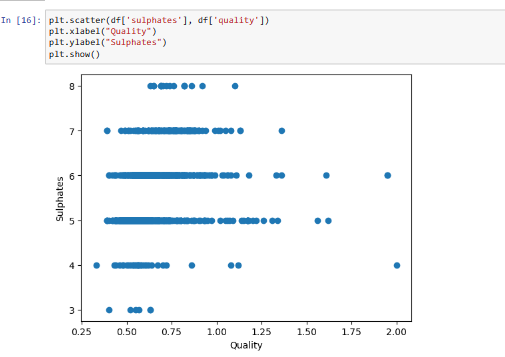 In [16]: plt.scatter(df['sulphates'], df['quality'])
plt.xlabel("Quality")
plt.ylabel("Sulphates")
plt.show()
8
7
6
5
4
3
Sulphates
0.25 0.50 0.75 1.00 1.25 1.50 1.75 2.00
Quality